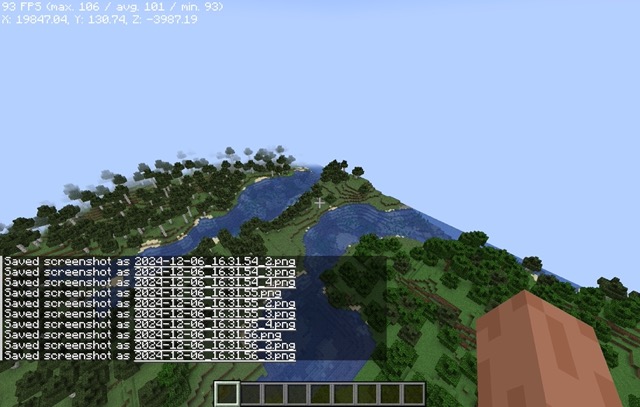 93 FPS (max. 106 / avg. 101 / min. 93)
X: 19847.04, Y: 130.74, Z: -3987.19
Saved screenshot as 2024-12-06_16.31.54_2.png
Saved screenshot as 2024-12-06_16.31.54_3.png
Saved screenshot as 2024-12-06_16.31.54_4.png
Saved screenshot as 2024-12-06_16.31.55.png
Saved screenshot as 2024-12-06_16.31.55_2.png
Saved screenshot as 2024-12-06_16.31.55_3.png
Saved screenshot as 2024-12-06_16.31.55_4.png
Saved screenshot as 2024-12-06_16.31.56.png
Saved screenshot as 2024-12-06_16.31.56_2.png
Saved screenshot as 2024-12-06_16.31.56_3.png